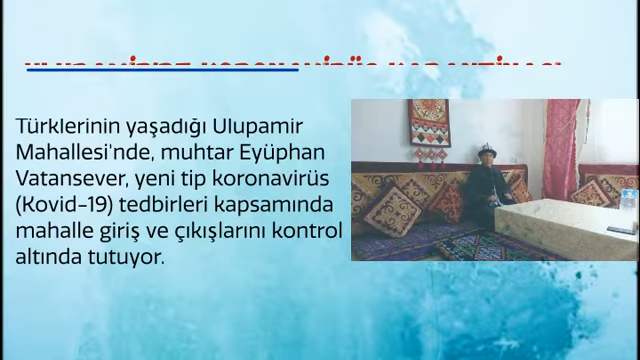 Türklerinin yaşadığı Ulupamir
Mahallesi'nde, muhtar Eyüphan
Vatansever, yeni tip koronavirüs
(Kovid-19) tedbirleri kapsamında
mahalle giriş ve çıkışlarını kontrol
altında tutuyor.